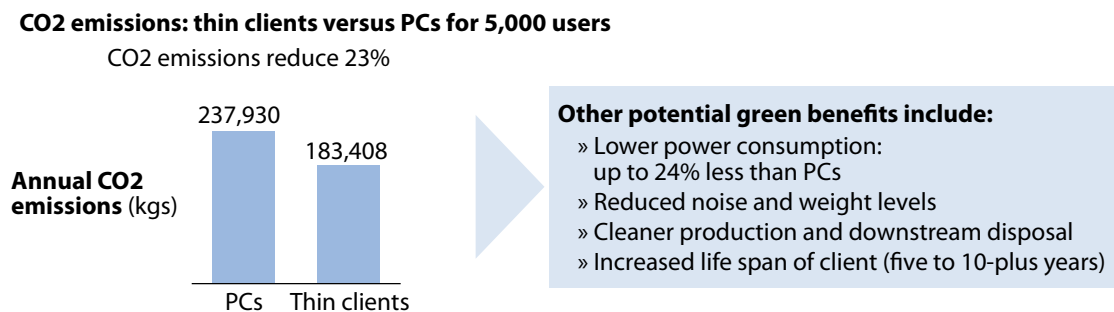 CO2 emissions: thin clients versus PCs for 5,000 users
CO2 emissions reduce 23%
237,930
183,408
Annual CO2
emissions (kgs)
PCs
Thin clients
Other potential green benefits include:
» Lower power consumption:
up to 24% less than PCs
» Reduced noise and weight levels
» Cleaner production and downstream disposal
» Increased life span of client (five to 10-plus years)